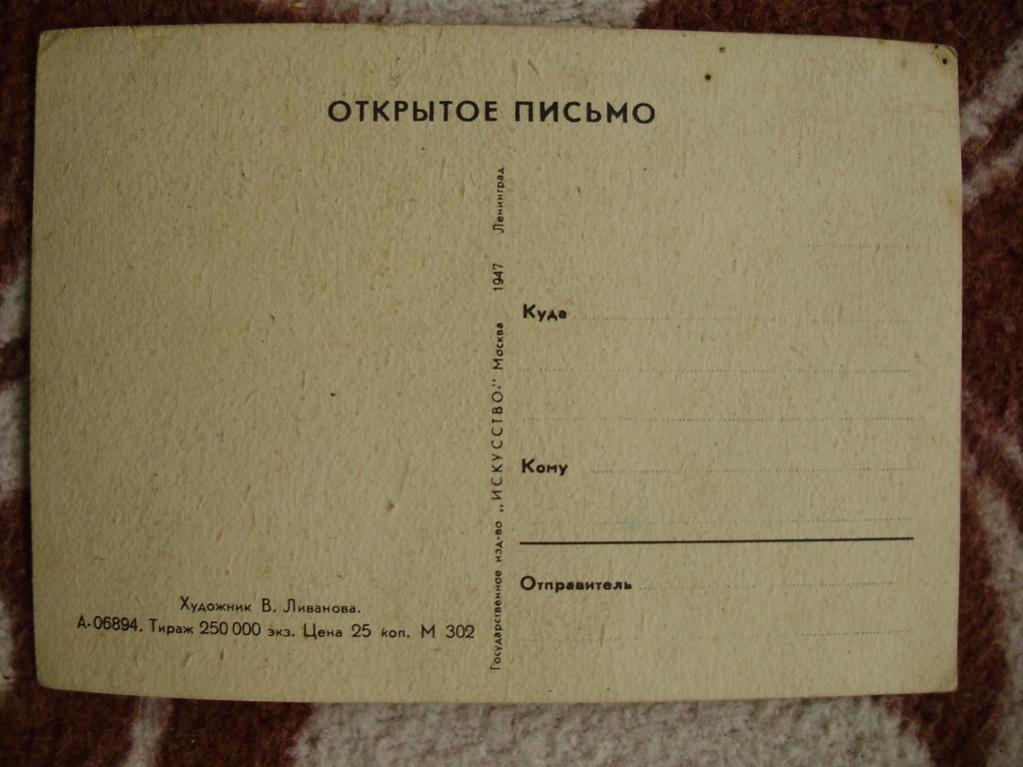 ОТКРЫТОЕ ПИСЬМО
Художник В. Ливанова.
А-06894. Тираж 250 000 экз. Цена 25 коп. М 302
Государственное изд-во „ИСКУССТВО“ Москва 1947 Ленинград
Куда
Кому
Отправитель